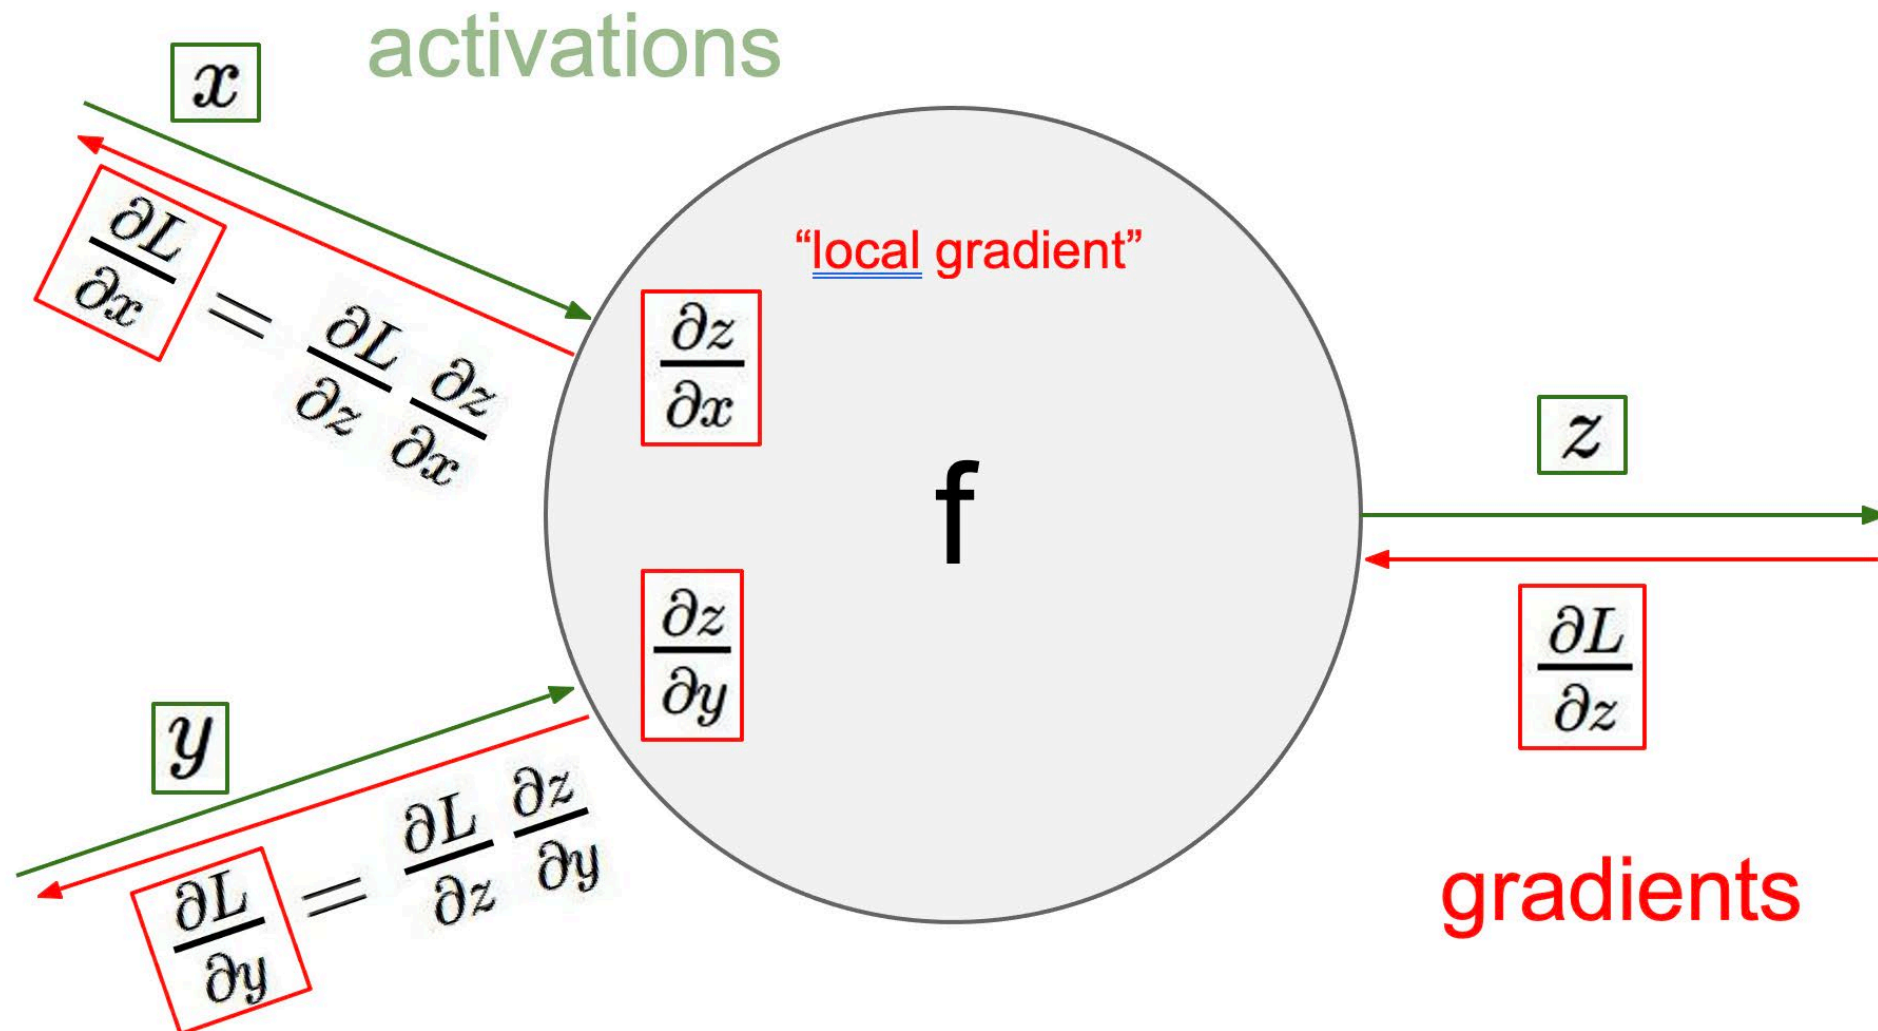 activations
x
∂L/∂x = ∂L/∂z ∂z/∂x
“local gradient”
∂z/∂x
f
z
∂L/∂z
∂z/∂y
y
∂L/∂y = ∂L/∂z ∂z/∂y
gradients